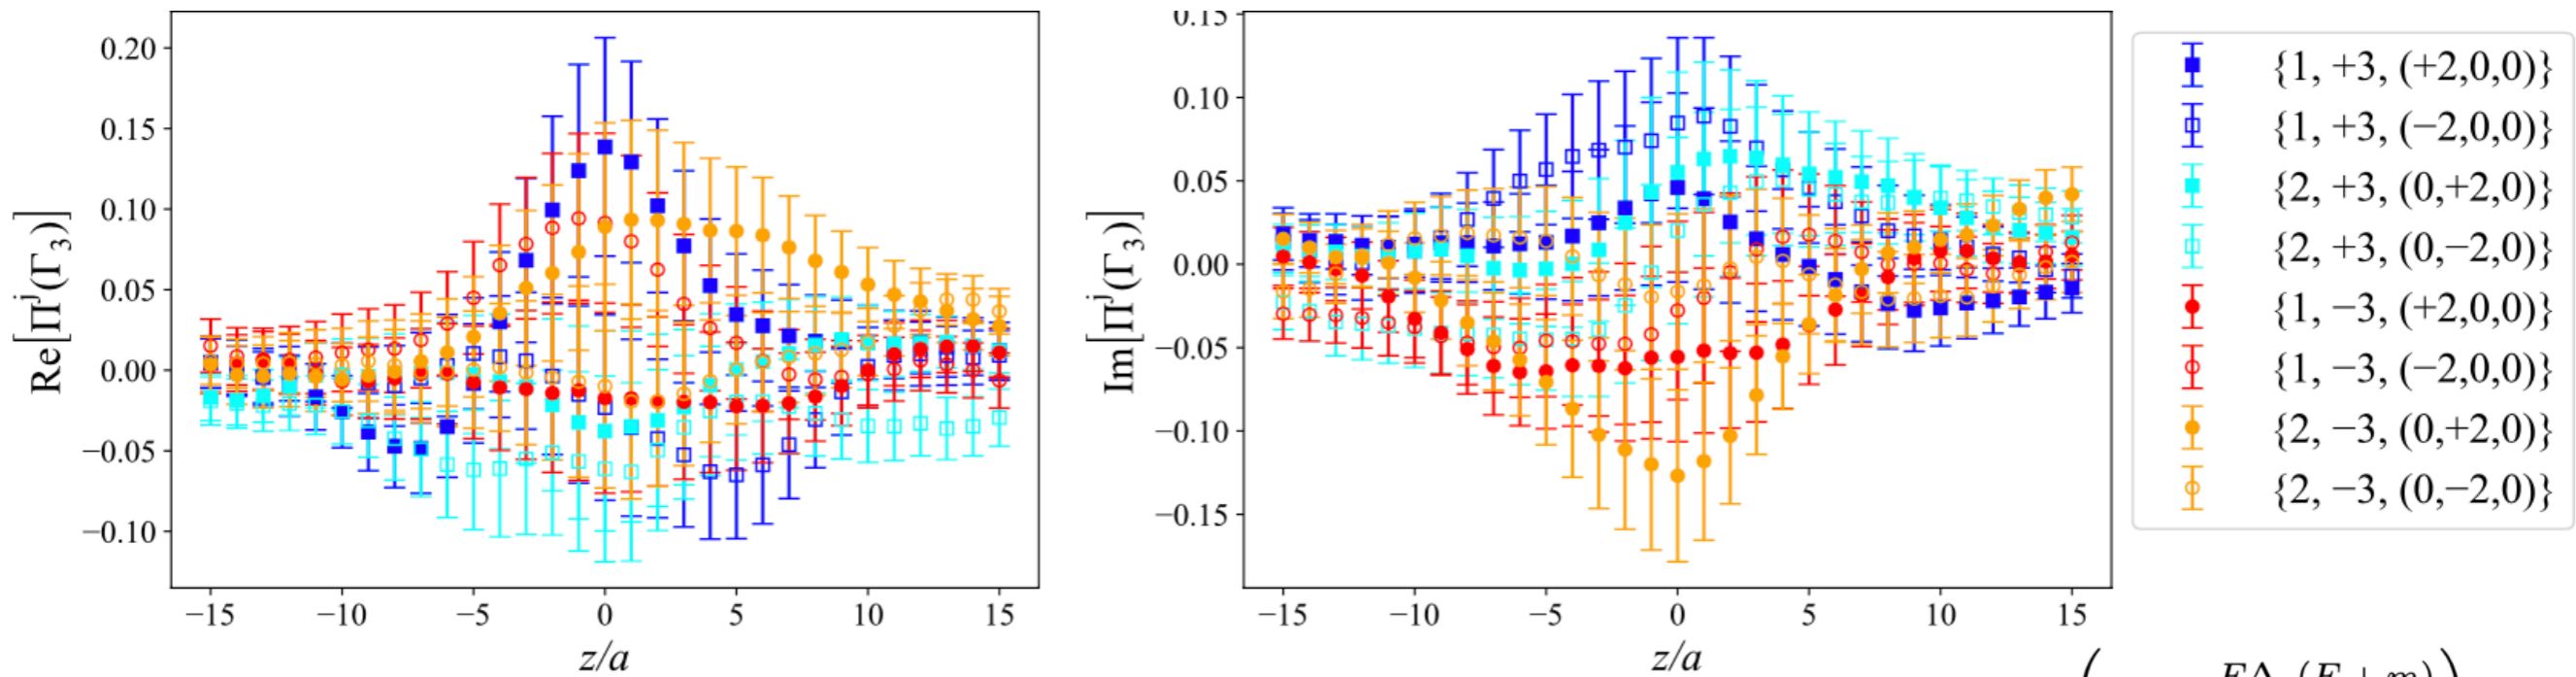 0.20
0.15
0.10
0.05
0.00
−0.05
−0.10
Re[Π^j(Γ_3)]
−15 −10 −5 0 5 10 15
z/a
0.15
0.10
0.05
0.00
−0.05
−0.10
−0.15
Im[Π^j(Γ_3)]
−15 −10 −5 0 5 10 15
z/a
{1, +3, (+2,0,0)}
{1, +3, (−2,0,0)}
{2, +3, (0,+2,0)}
{2, +3, (0,−2,0)}
{1, −3, (+2,0,0)}
{1, −3, (−2,0,0)}
{2, −3, (0,+2,0)}
{2, −3, (0,−2,0)}